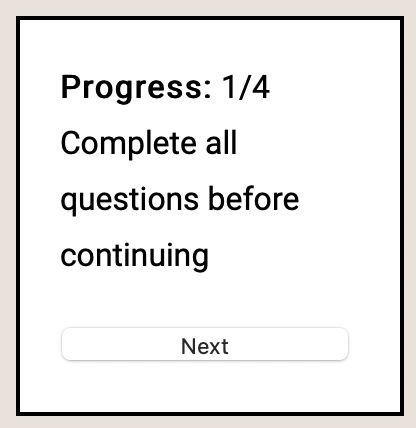 Progress: 1/4
Complete all
questions before
continuing
Next